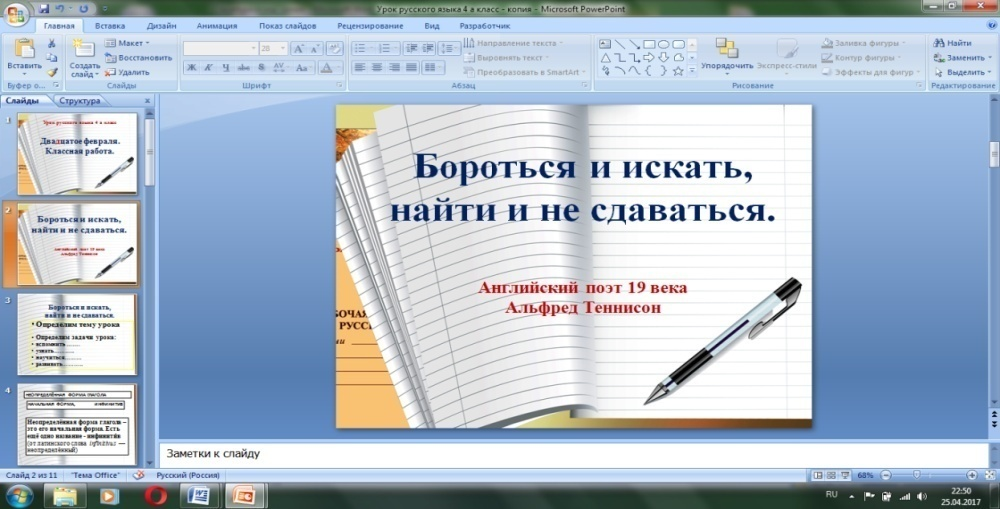 Урок русского языка 4 а класс - копия - Microsoft PowerPoint
Главная Вставка Дизайн Анимация Показ слайдов Рецензирование Вид Разработчик
Вставить
Создать слайд
Макет
Восстановить
Удалить
28
Ж К Ч abc S AV Aa A
Направление текста
Выровнять текст
Преобразовать в SmartArt
Упорядочить
Экспресс-стили
Заливка фигуры
Контур фигуры
Эффекты для фигур
Найти
Заменить
Выделить
Буфер о... Слайды Шрифт Абзац Рисование Редактирование
Слайды Структура
1
Урок русского языка 4 а класс
Двадцатое февраля.
Классная работа.
2
Бороться и искать,
найти и не сдаваться.
Английский поэт 19 века
Альфред Теннисон
3
Бороться и искать,
найти и не сдаваться.
• Определим тему урока
• Определим задачи урока:
• вспомнить
• узнать
• научиться
• развивать
4
НЕОПРЕДЕЛЁННАЯ ФОРМА ГЛАГОЛА
НАЧАЛЬНАЯ ФОРМА, ИНФИНИТИВ
Неопределённая форма глагола –
это его начальная форма. Есть
ещё одно название - инфинитив
(от латинского слова infinitivus —
неопределённый)
Бороться и искать,
найти и не сдаваться.
Английский поэт 19 века
Альфред Теннисон
БОЧАЯ
РУССК
Заметки к слайду
Слайд 2 из 11 "Тема Office" Русский (Россия) 68%
RU
22:50
25.04.2017